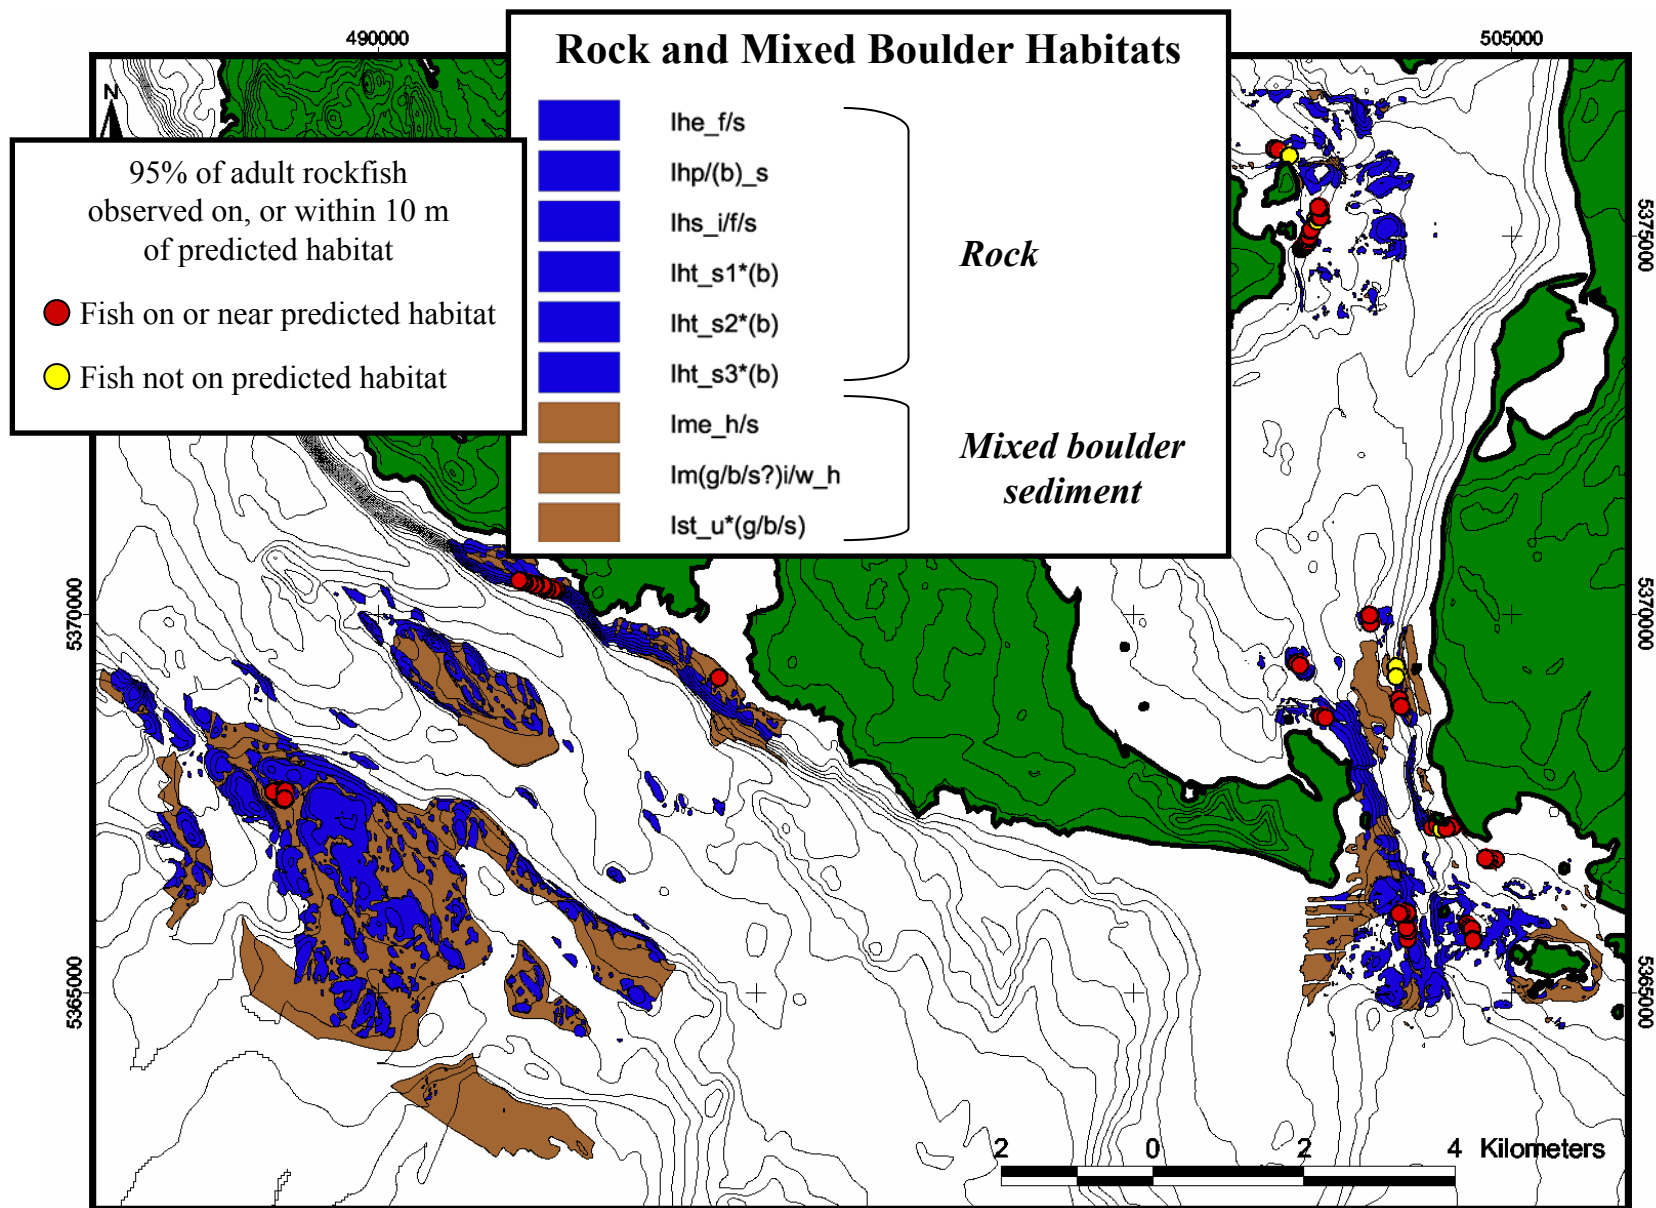 490000
505000
Rock and Mixed Boulder Habitats
N
95% of adult rockfish
observed on, or within 10 m
of predicted habitat
Fish on or near predicted habitat
Fish not on predicted habitat
Ihe_f/s
Ihp/(b)_s
Ihs_i/f/s
Iht_s1*(b)
Iht_s2*(b)
Iht_s3*(b)
Rock
Ime_h/s
Im(g/b/s?)i/w_h
Ist_u*(g/b/s)
Mixed boulder
sediment
5375000
5370000
5370000
5365000
5365000
2 0 2 4 Kilometers